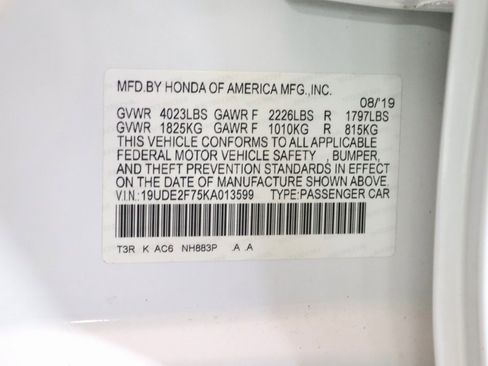 MFD.BY HONDA OF AMERICA MFG.,INC.
08/'19
GVWR 4023LBS GAWR F 2226LBS R 1797LBS
GVWR 1825KG GAWR F 1010KG R 815KG
THIS VEHICLE CONFORMS TO ALL APPLICABLE
FEDERAL MOTOR VEHICLE SAFETY , BUMPER,
AND THEFT PREVENTION STANDARDS IN EFFECT
ON THE DATE OF MANUFACTURE SHOWN ABOVE.
V.I.N.: 19UDE2F75KA013599 TYPE:PASSENGER CAR
T3R K AC6 NH883P .A .A